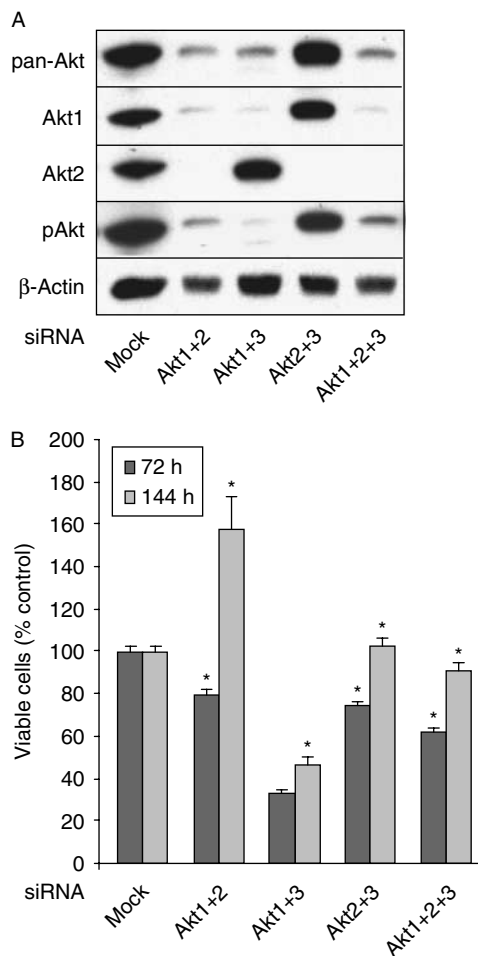 A
pan-Akt
Akt1
Akt2
pAkt
β-Actin
siRNA
Mock
Akt1+2
Akt1+3
Akt2+3
Akt1+2+3
B
200
180
160
140
120
100
80
60
40
20
0
Viable cells (% control)
72 h
144 h
*
*
*
*
*
*
*
siRNA
Mock
Akt1+2
Akt1+3
Akt2+3
Akt1+2+3